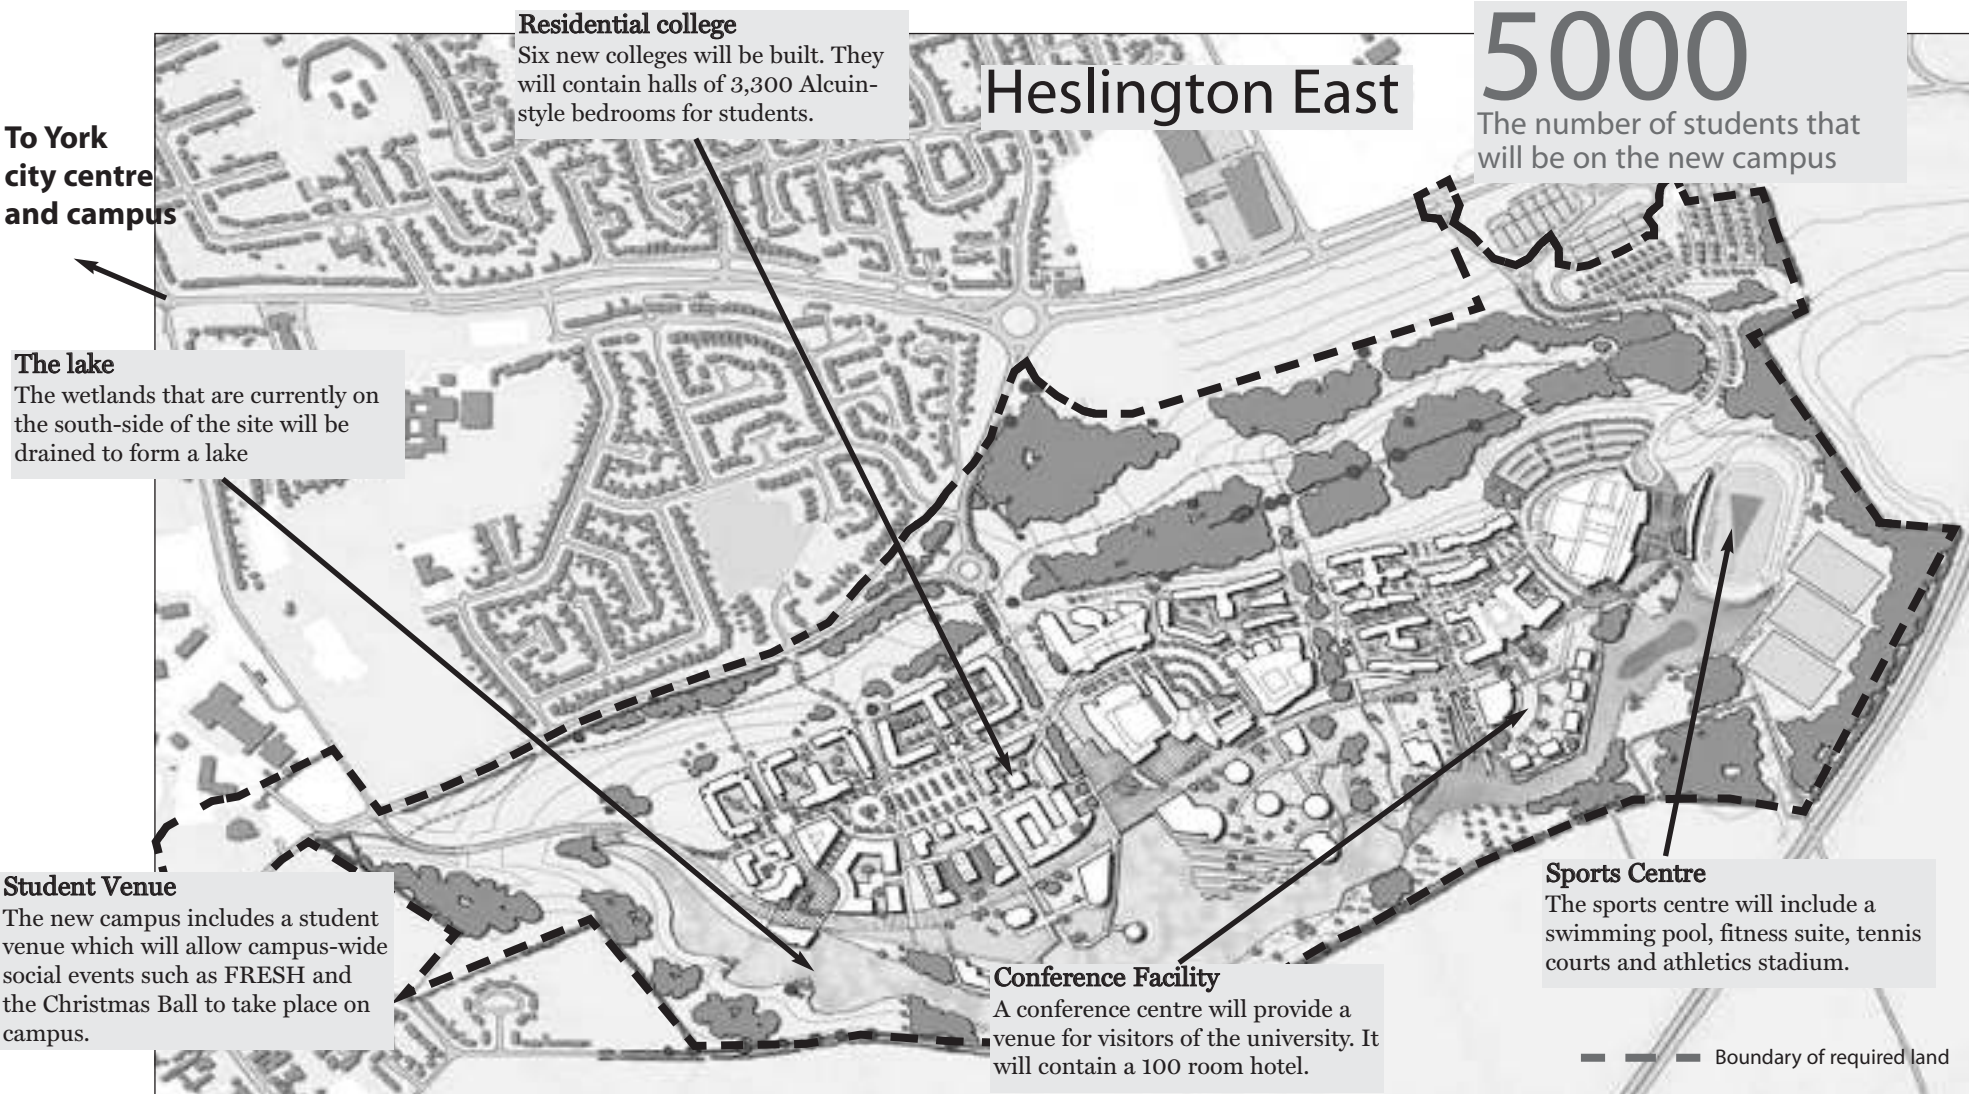 Residential college
Six new colleges will be built. They
will contain halls of 3,300 Alcuin-
style bedrooms for students.
Heslington East
5000
The number of students that
will be on the new campus
To York
city centre
and campus
The lake
The wetlands that are currently on
the south-side of the site will be
drained to form a lake
Student Venue
The new campus includes a student
venue which will allow campus-wide
social events such as FRESH and
the Christmas Ball to take place on
campus.
Conference Facility
A conference centre will provide a
venue for visitors of the university. It
will contain a 100 room hotel.
Sports Centre
The sports centre will include a
swimming pool, fitness suite, tennis
courts and athletics stadium.
Boundary of required land